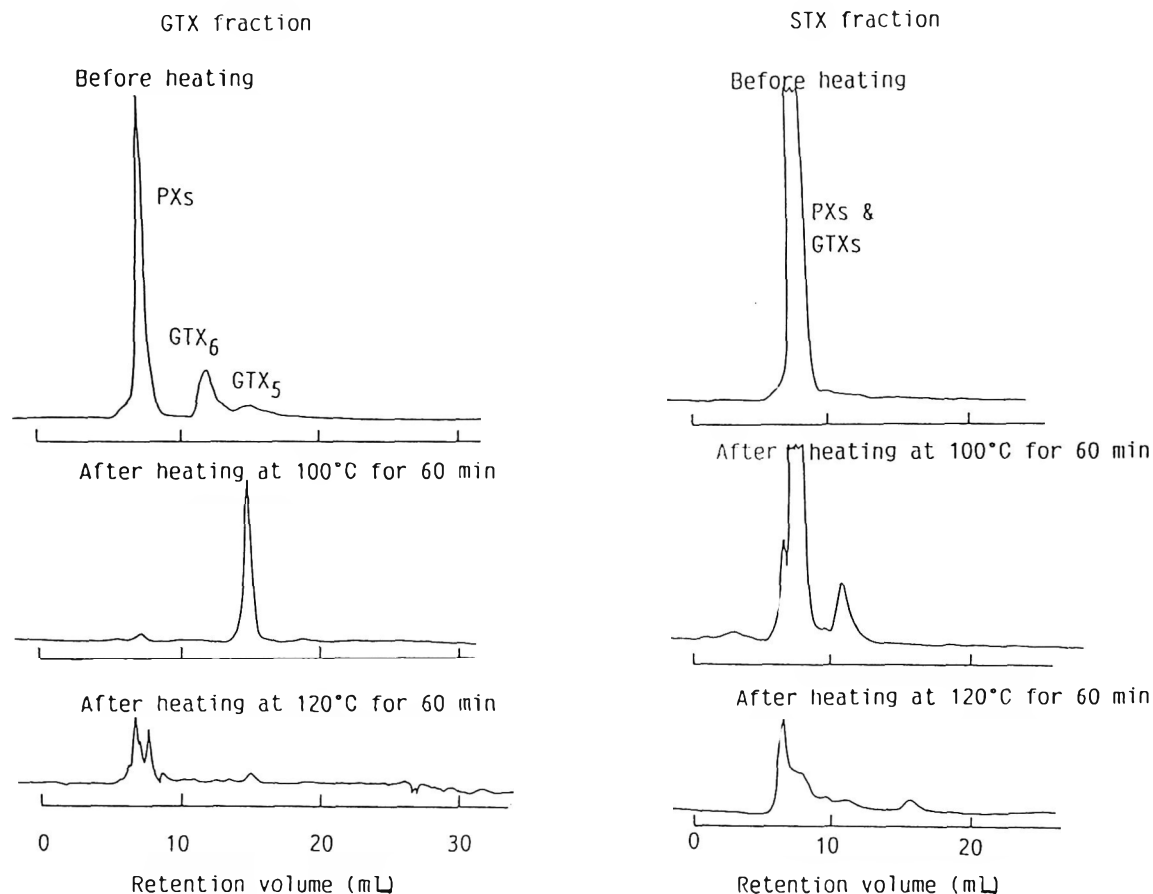 GTX fraction
Before heating
PXs
GTX6
GTX5
After heating at 100°C for 60 min
After heating at 120°C for 60 min
0 10 20 30
Retention volume (mL)
STX fraction
Before heating
PXs &
GTXs
After heating at 100°C for 60 min
After heating at 120°C for 60 min
0 10 20
Retention volume (mL)